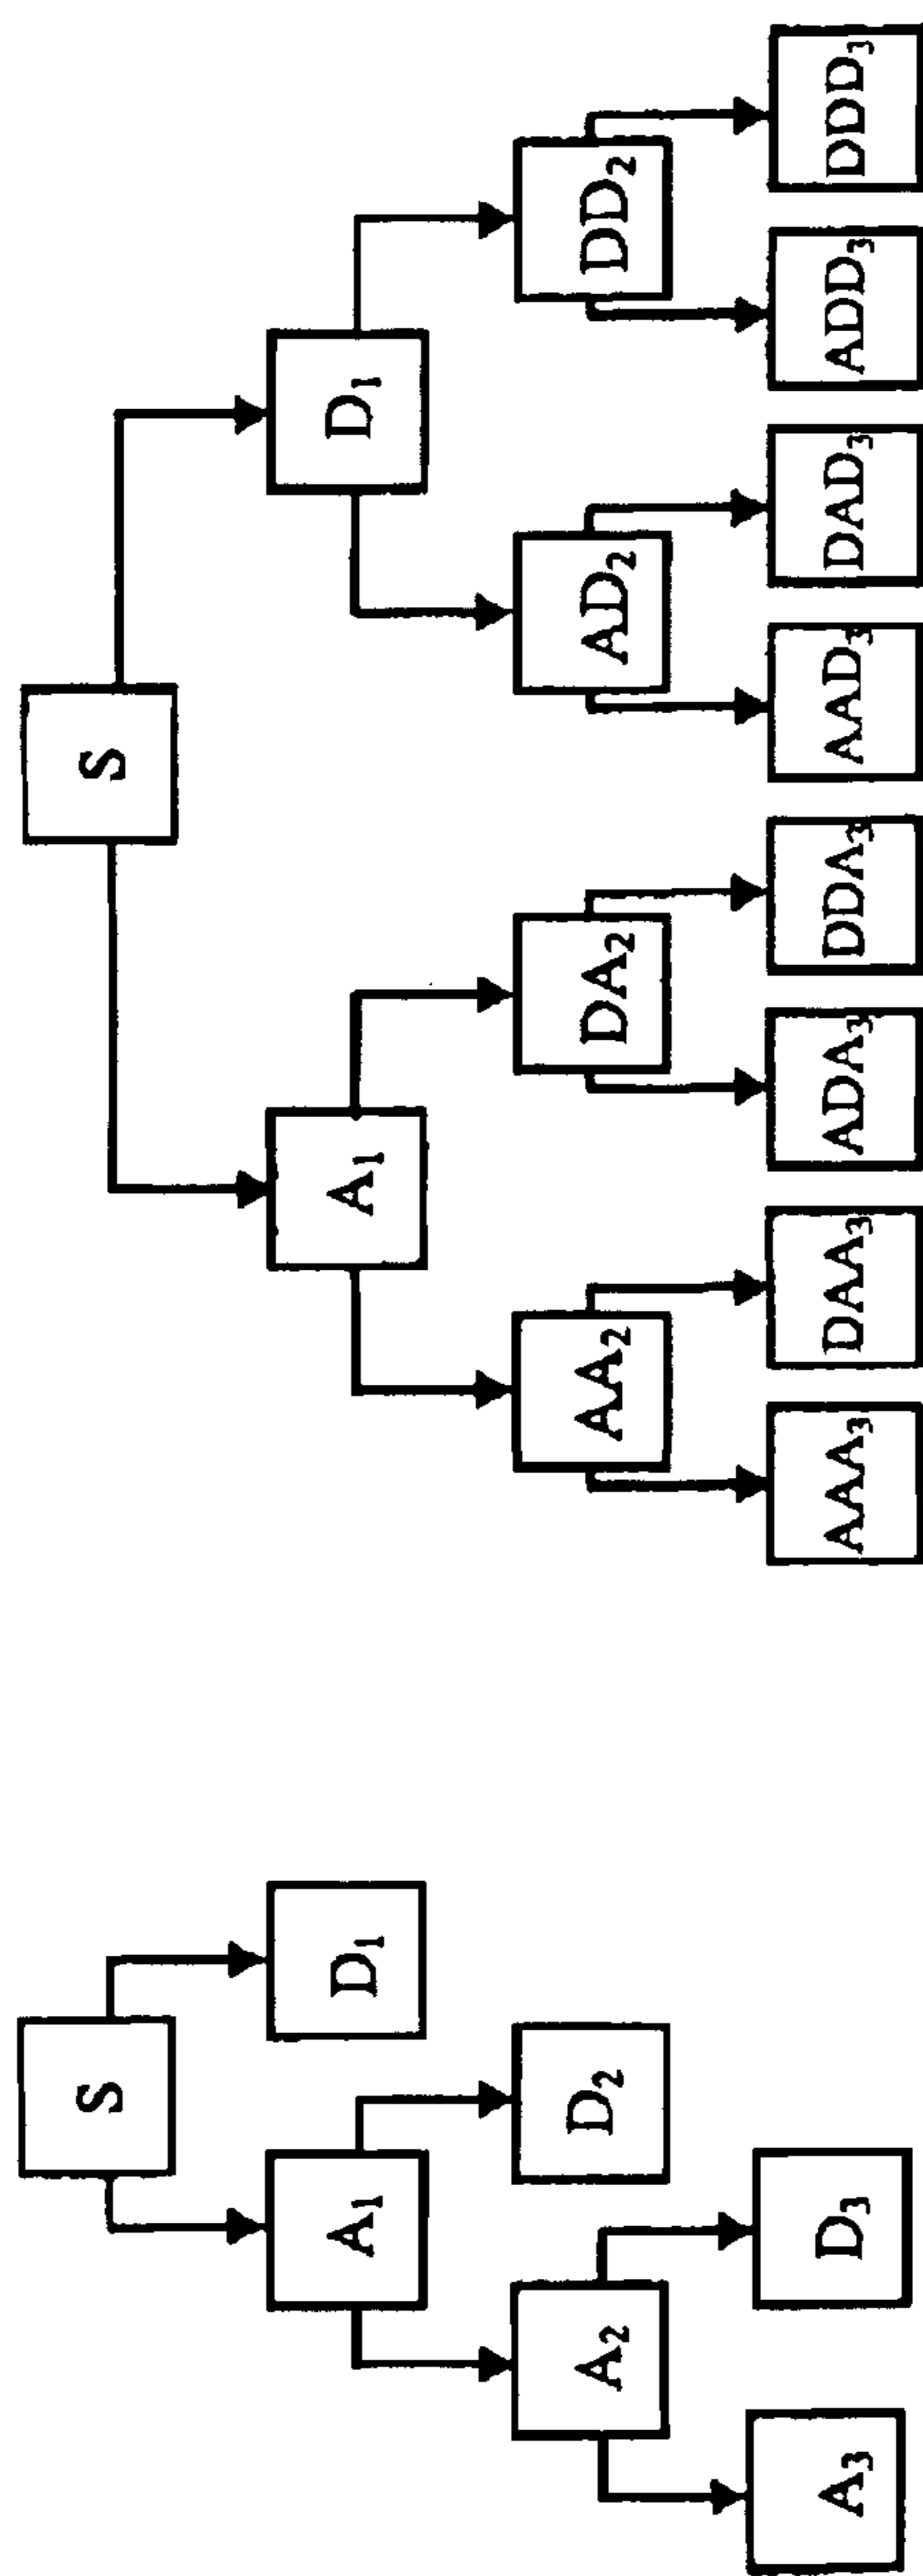 S
A₁ D₁
A₂ D₂
A₃ D₃
S
A₁ D₁
AA₂ DA₂ AD₂ DD₂
AAA₃ DAA₃ ADA₃ DDA₃ AAD₃ DAD₃ ADD₃ DDD₃